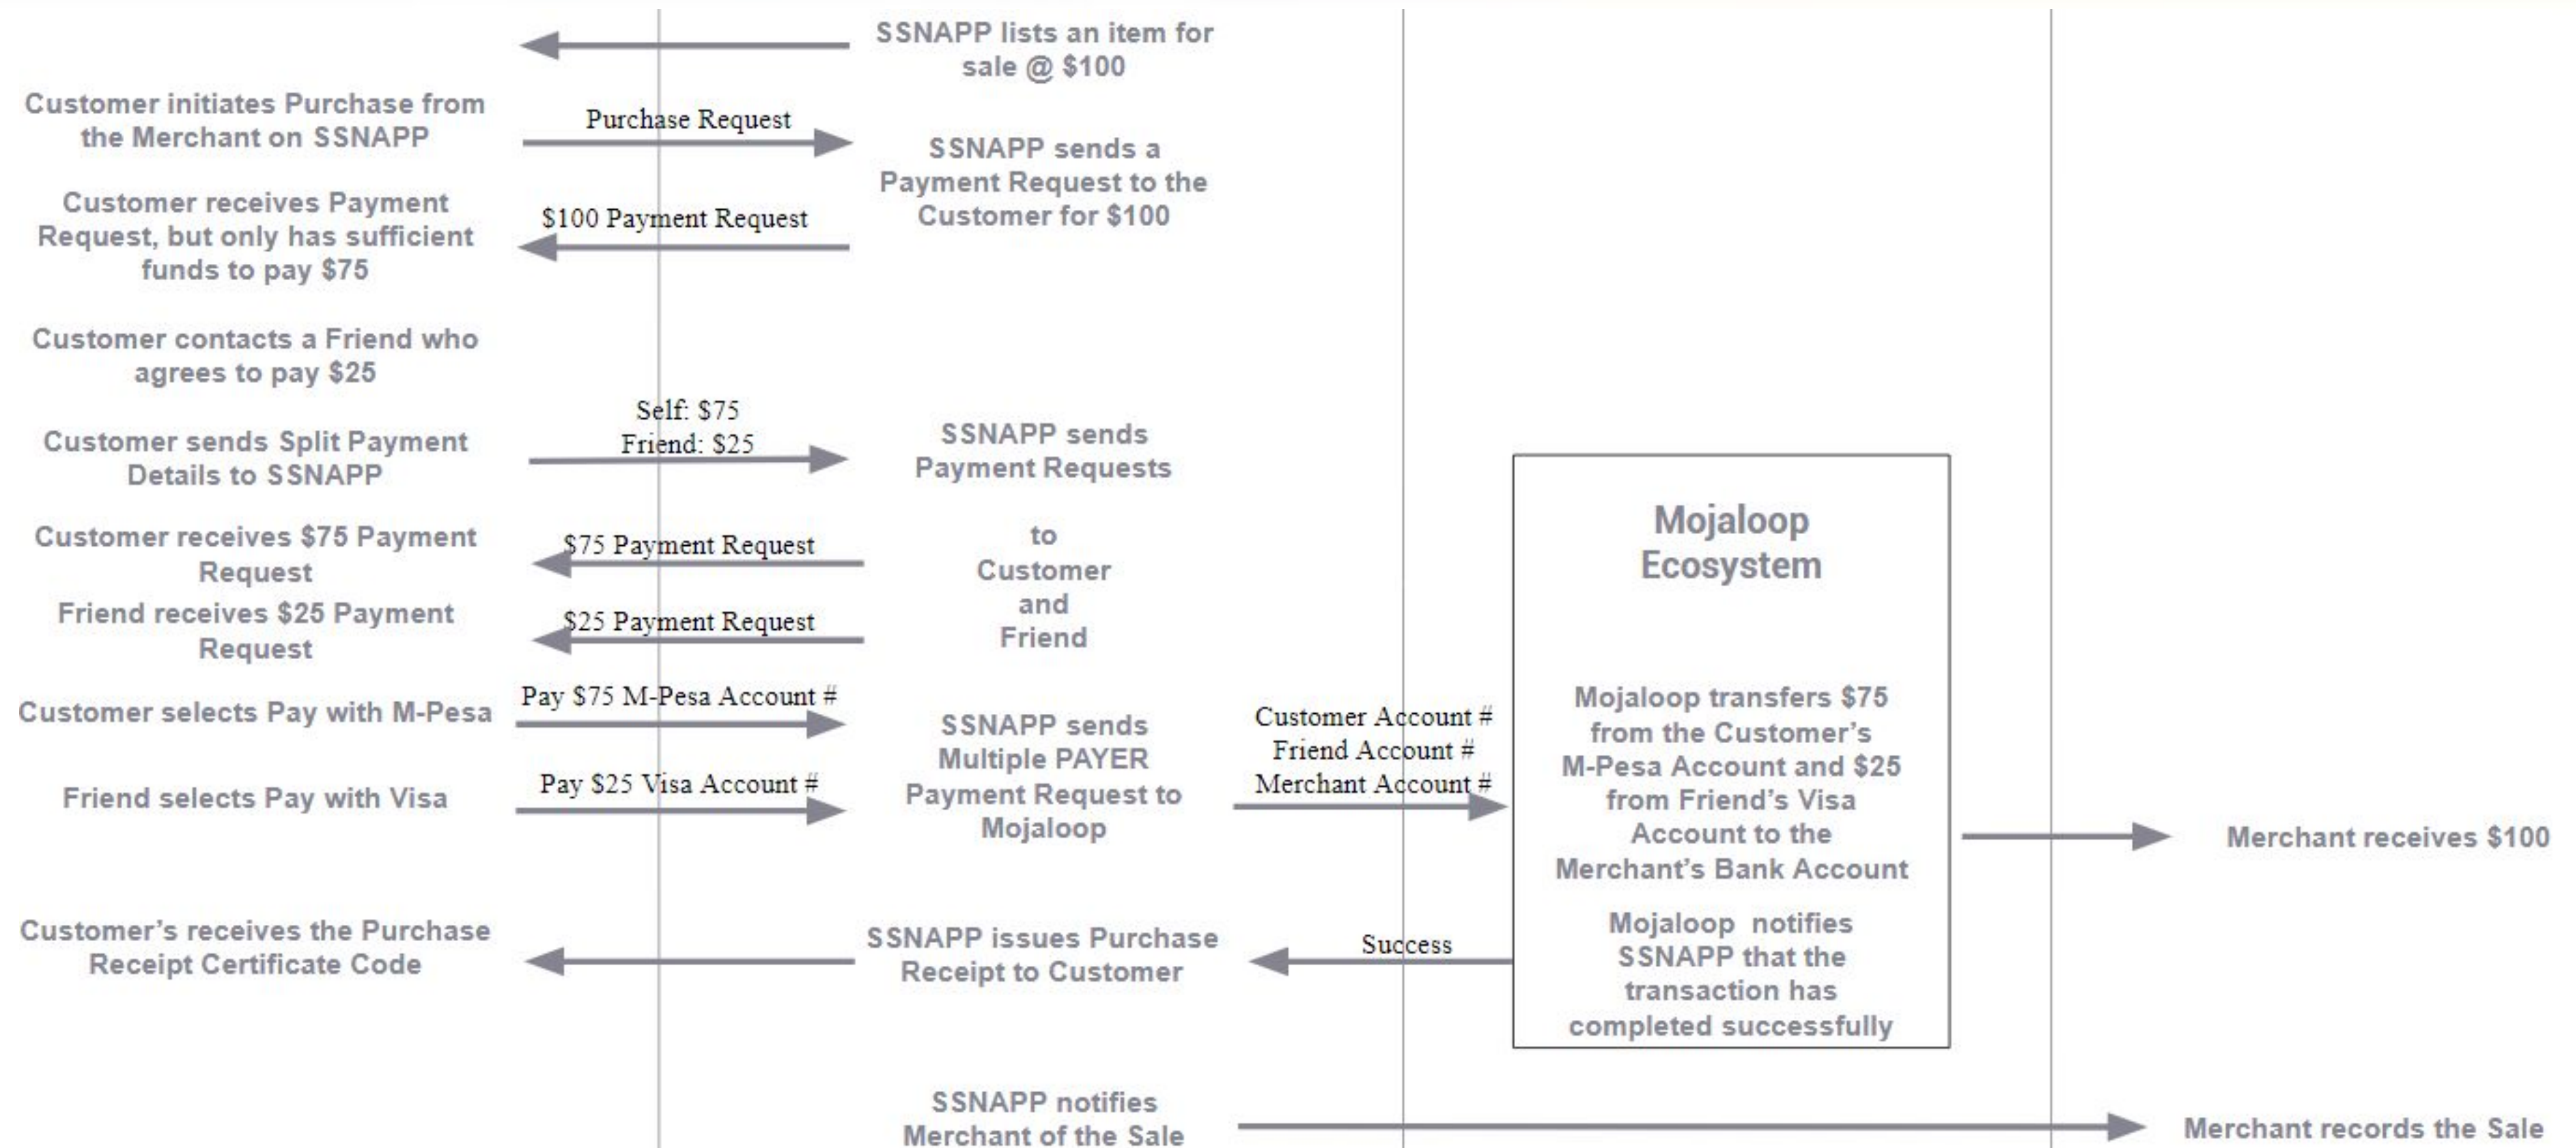 SSNAPP lists an item for
sale @ $100
Customer initiates Purchase from
the Merchant on SSNAPP
Purchase Request
SSNAPP sends a
Payment Request to the
Customer for $100
Customer receives Payment
Request, but only has sufficient
funds to pay $75
$100 Payment Request
Customer contacts a Friend who
agrees to pay $25
Customer sends Split Payment
Details to SSNAPP
Self: $75
Friend: $25
SSNAPP sends
Payment Requests
to
Customer
and
Friend
Customer receives $75 Payment
Request
$75 Payment Request
Friend receives $25 Payment
Request
$25 Payment Request
Customer selects Pay with M-Pesa
Pay $75 M-Pesa Account #
Friend selects Pay with Visa
Pay $25 Visa Account #
SSNAPP sends
Multiple PAYER
Payment Request to
Mojaloop
Customer Account #
Friend Account #
Merchant Account #
Mojaloop
Ecosystem
Mojaloop transfers $75
from the Customer's
M-Pesa Account and $25
from Friend's Visa
Account to the
Merchant's Bank Account
Merchant receives $100
Mojaloop notifies
SSNAPP that the
transaction has
completed successfully
Success
SSNAPP issues Purchase
Receipt to Customer
Customer's receives the Purchase
Receipt Certificate Code
SSNAPP notifies
Merchant of the Sale
Merchant records the Sale